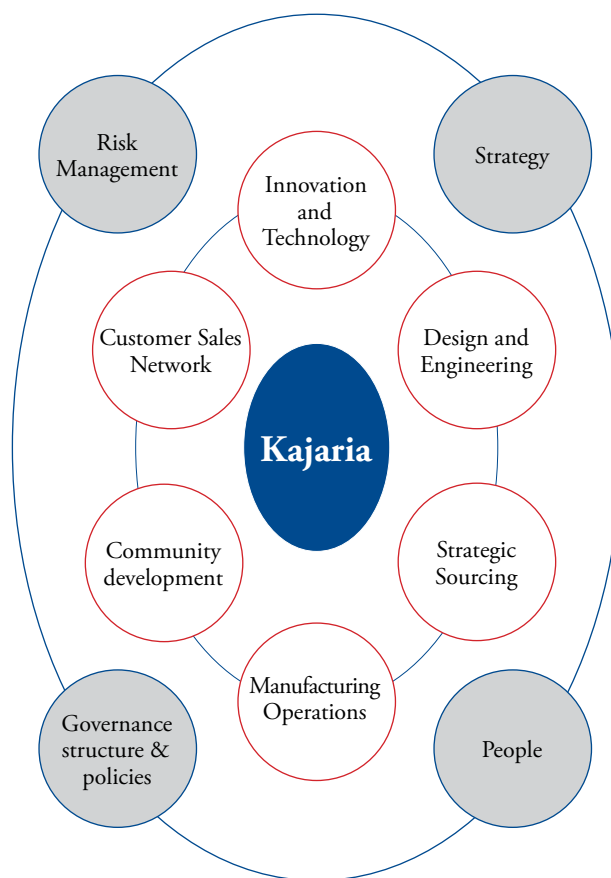 Risk
Management
Strategy
Innovation
and
Technology
Customer Sales
Network
Design and
Engineering
Kajaria
Community
development
Strategic
Sourcing
Manufacturing
Operations
Governance
structure &
policies
People